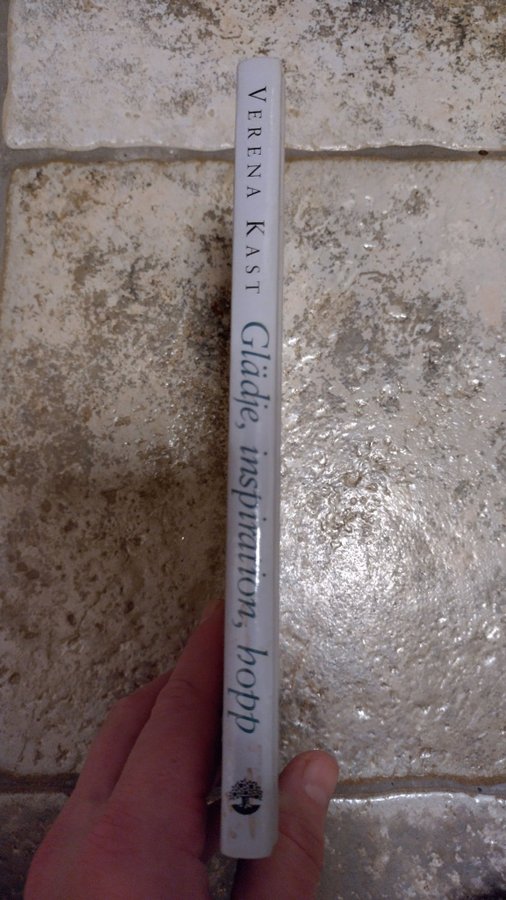 VERENA KAST
Glädje, inspiration, hopp